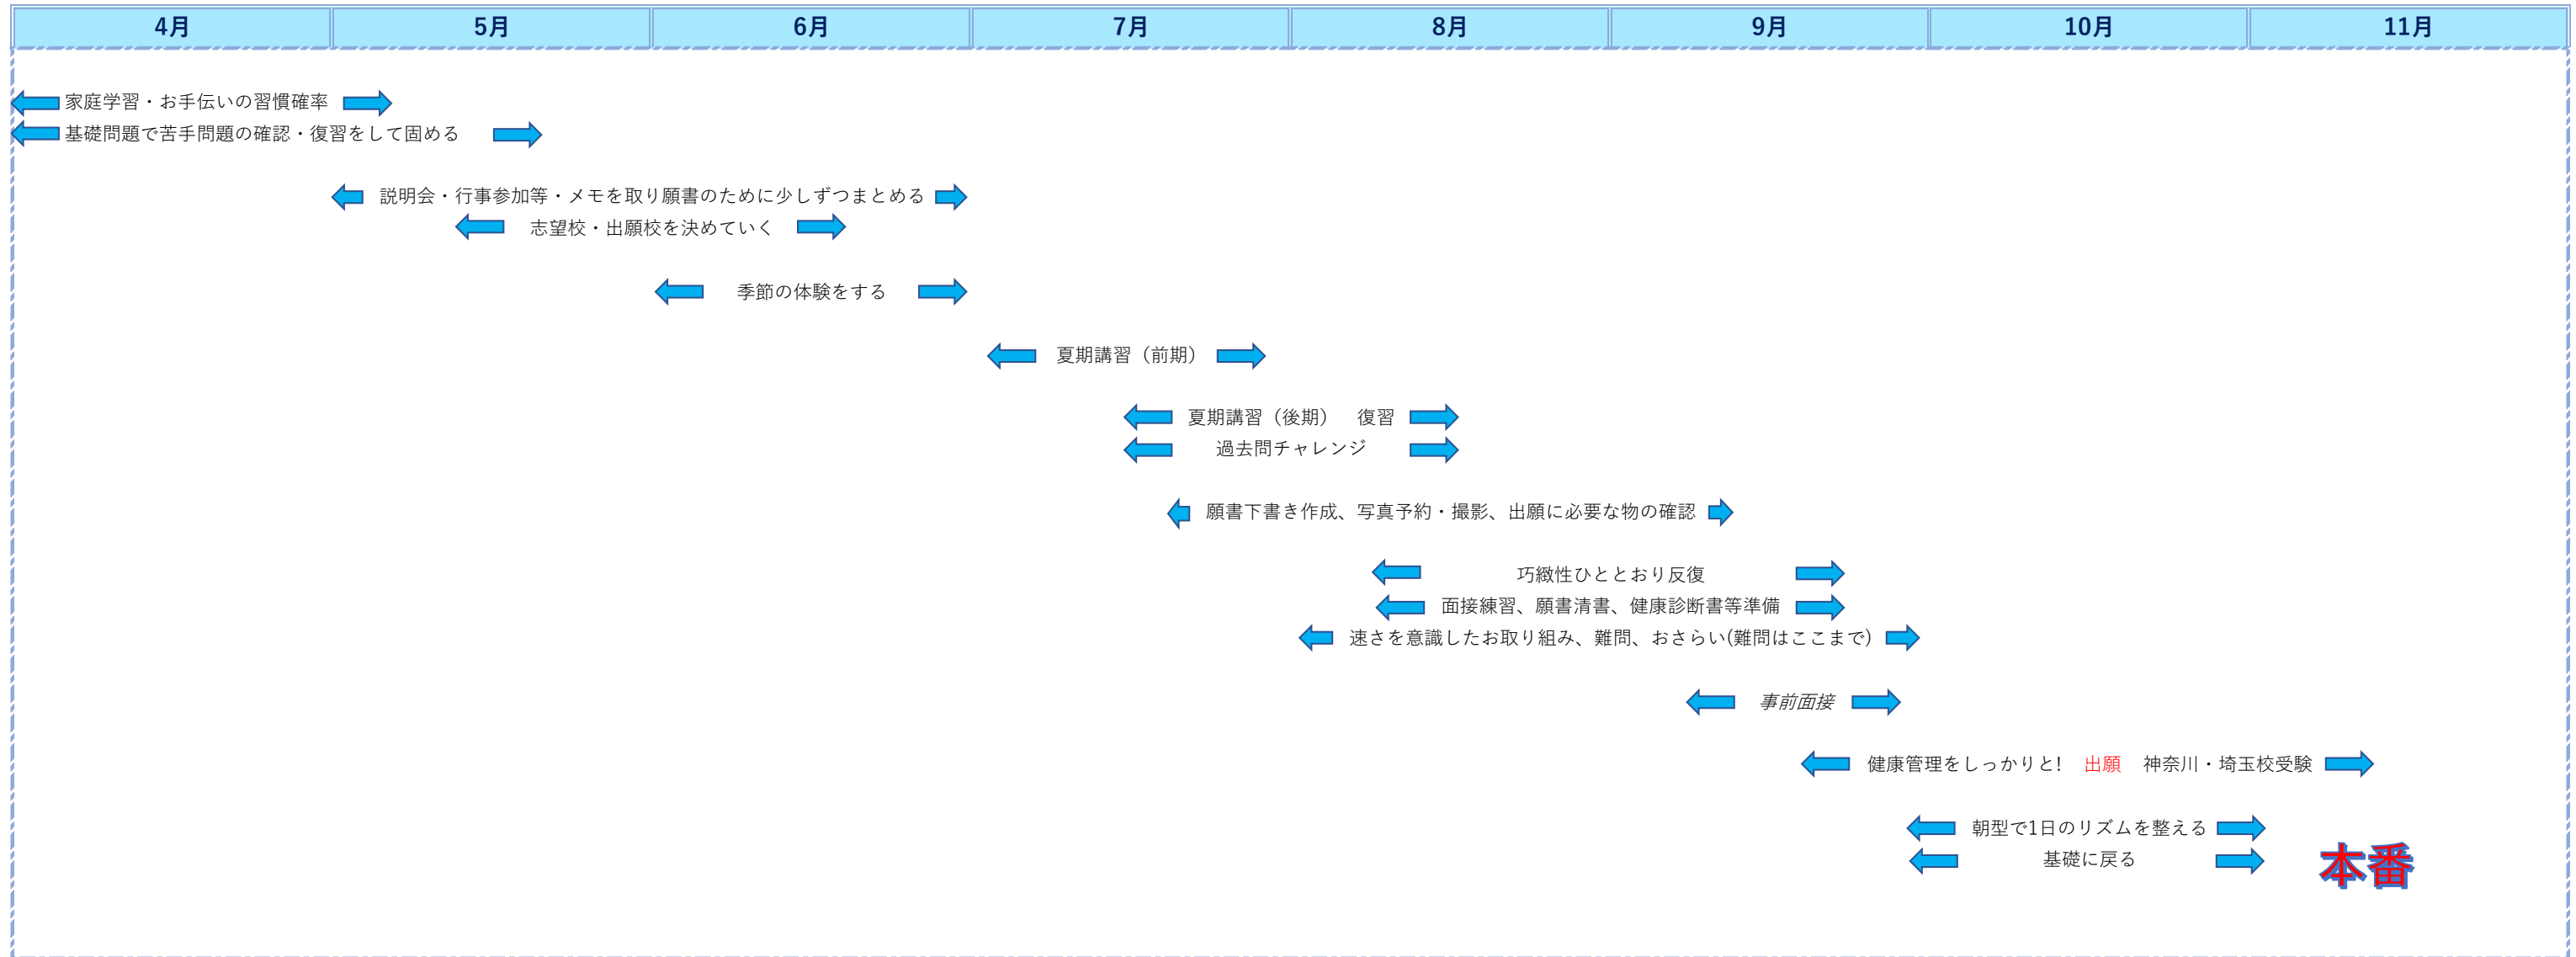 4月 5月 6月 7月 8月 9月 10月 11月
家庭学習・お手伝いの習慣確率
基礎問題で苦手問題の確認・復習をして固める
説明会・行事参加等・メモを取り願書のために少しずつまとめる
志望校・出願校を決めていく
季節の体験をする
夏期講習（前期）
夏期講習（後期）　復習
過去問チャレンジ
願書下書き作成、写真予約・撮影、出願に必要な物の確認
巧緻性ひととおり反復
面接練習、願書清書、健康診断書等準備
速さを意識したお取り組み、難問、おさらい(難問はここまで)
事前面接
健康管理をしっかりと!　出願　神奈川・埼玉校受験
朝型で1日のリズムを整える
基礎に戻る
本番